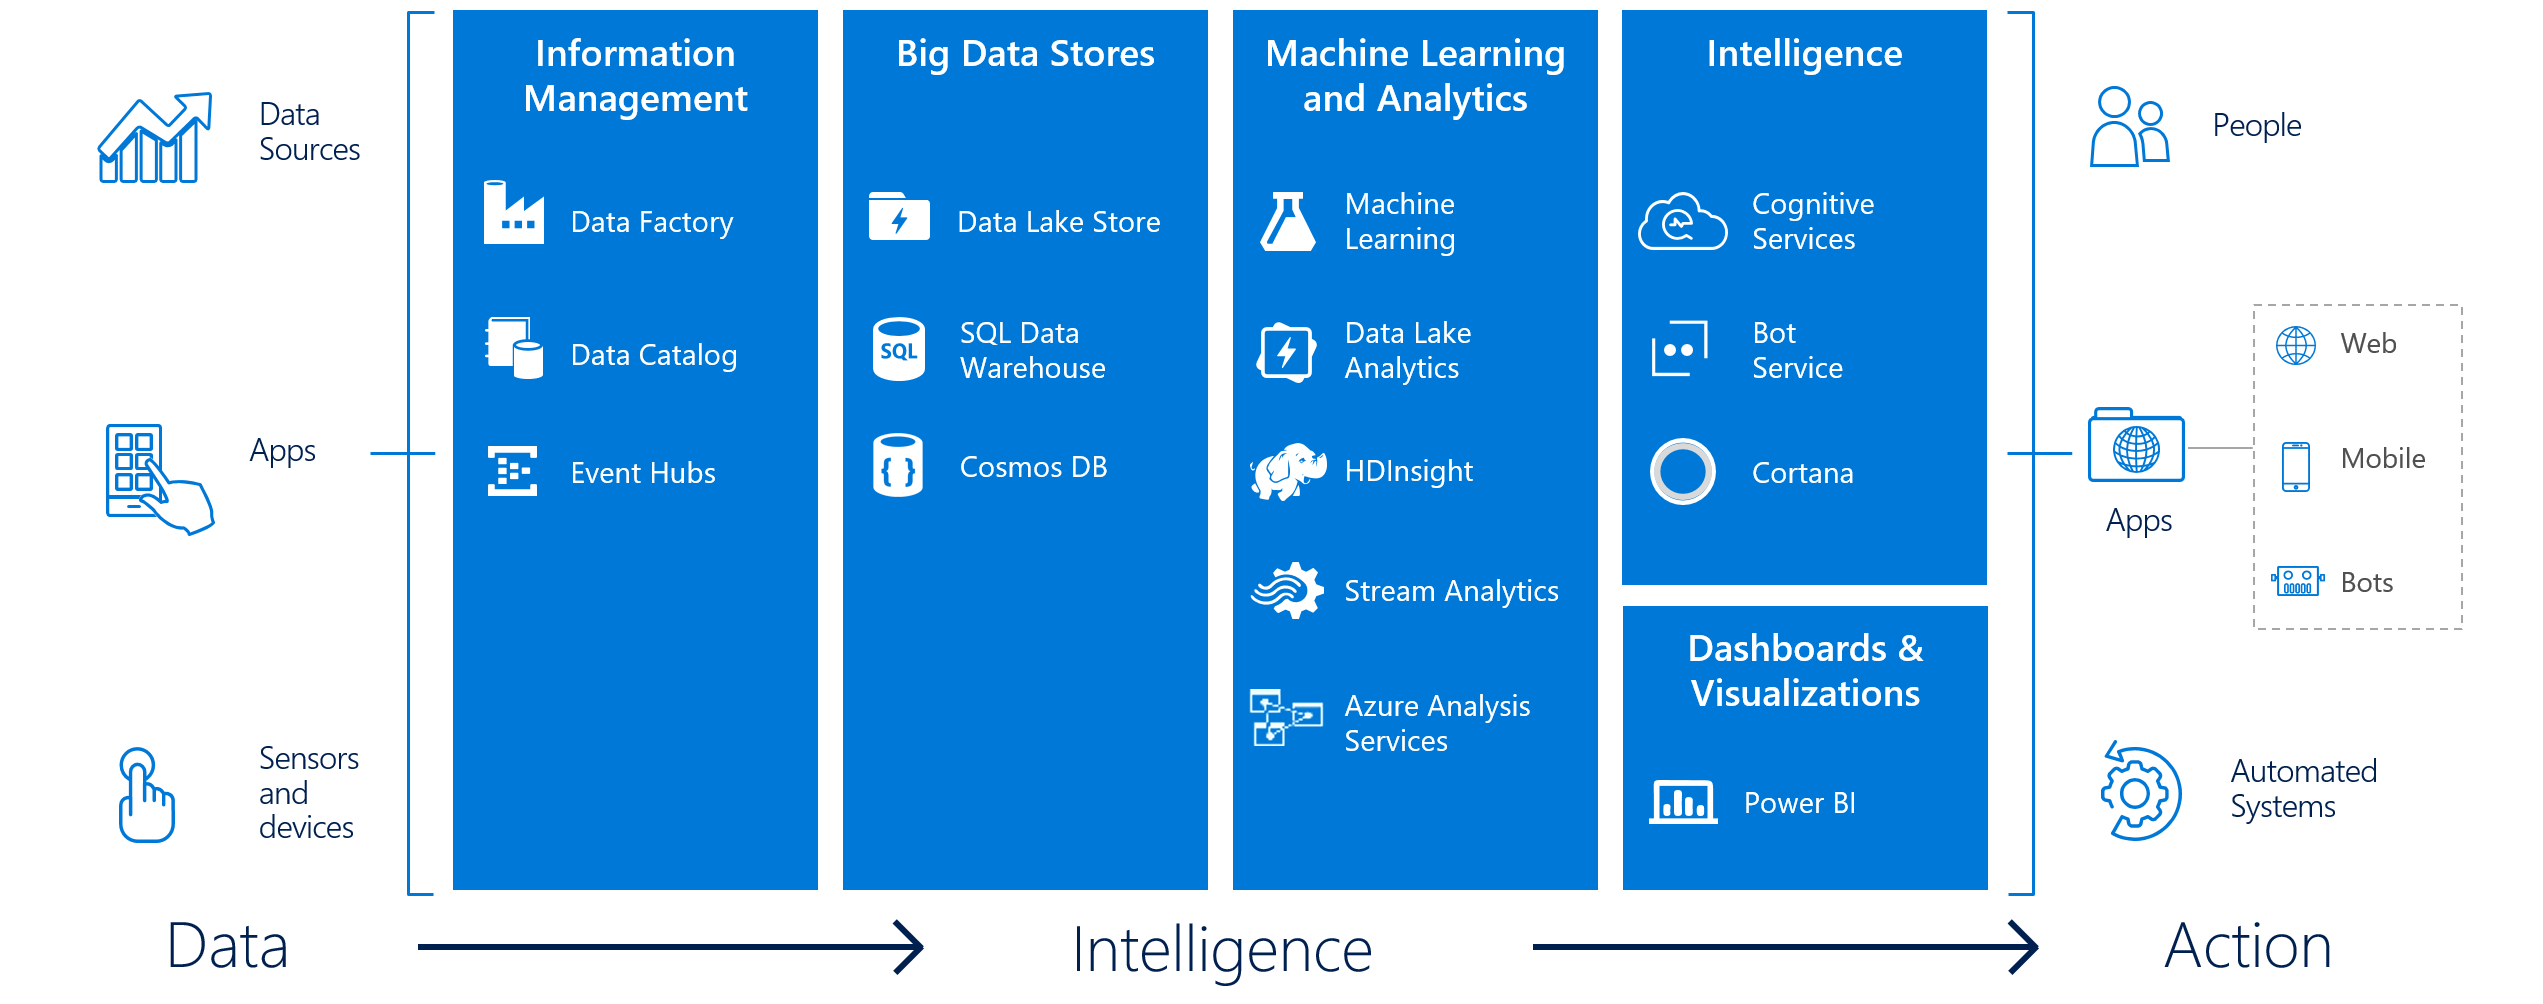 Data
Sources
Apps
Sensors
and
devices
Information
Management
Data Factory
Data Catalog
Event Hubs
Big Data Stores
Data Lake Store
SQL
SQL Data
Warehouse
{ }
Cosmos DB
Machine Learning
and Analytics
Machine
Learning
Data Lake
Analytics
HDInsight
Stream Analytics
Azure Analysis
Services
Intelligence
Cognitive
Services
Bot
Service
Cortana
Dashboards &
Visualizations
Power BI
People
Apps
Web
Mobile
Bots
Automated
Systems
Data
Intelligence
Action